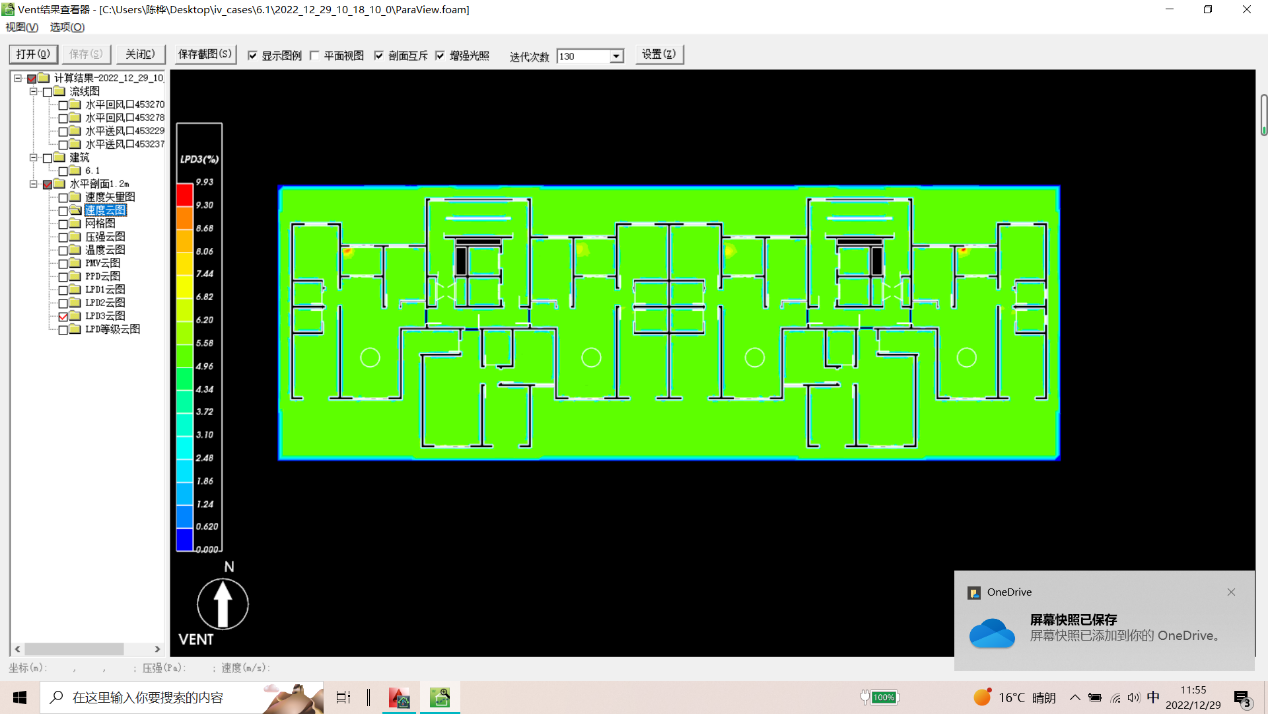 Vent结果查看器 - [C:\Users\陈桦\Desktop\iv_cases\6.1\2022_12_29_10_18_10_0\ParaView.foam]
视图(V) 选项(O)
打开(O) 保存(S) 关闭(C) 保存截图(S) 显示图例 平面视图 剖面互斥 增强光照 迭代次数 130 设置(Z)
计算结果-2022_12_29_10_
流线图
水平回风口453270
水平回风口453278
水平送风口453229
水平送风口453237
建筑
6.1
水平剖面1.2m
速度矢量图
速度云图
网格图
压强云图
温度云图
PMV云图
PPD云图
LPD1云图
LPD2云图
LPD3云图
LPD等级云图
LPD3(%)
9.93
9.30
8.68
8.06
7.44
6.82
6.20
5.58
4.96
4.34
3.72
3.10
2.48
1.86
1.24
0.620
0.000
N
VENT
OneDrive
屏幕快照已保存
屏幕快照已添加到你的 OneDrive。
坐标(m): , , ; 压强(Pa): ; 速度(m/s):
在这里输入你要搜索的内容
100%
16°C 晴朗
中
11:55
2022/12/29
3